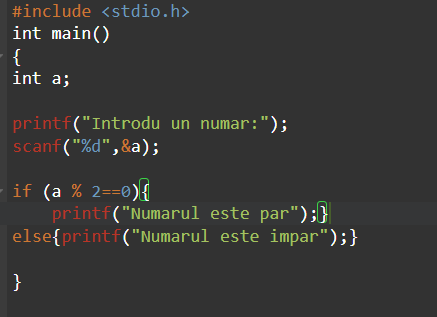 #include <stdio.h>
int main()
{
int a;
printf("Introdu un numar:");
scanf("%d",&a);
if (a % 2==0){
printf("Numarul este par");}
else{printf("Numarul este impar");}
}